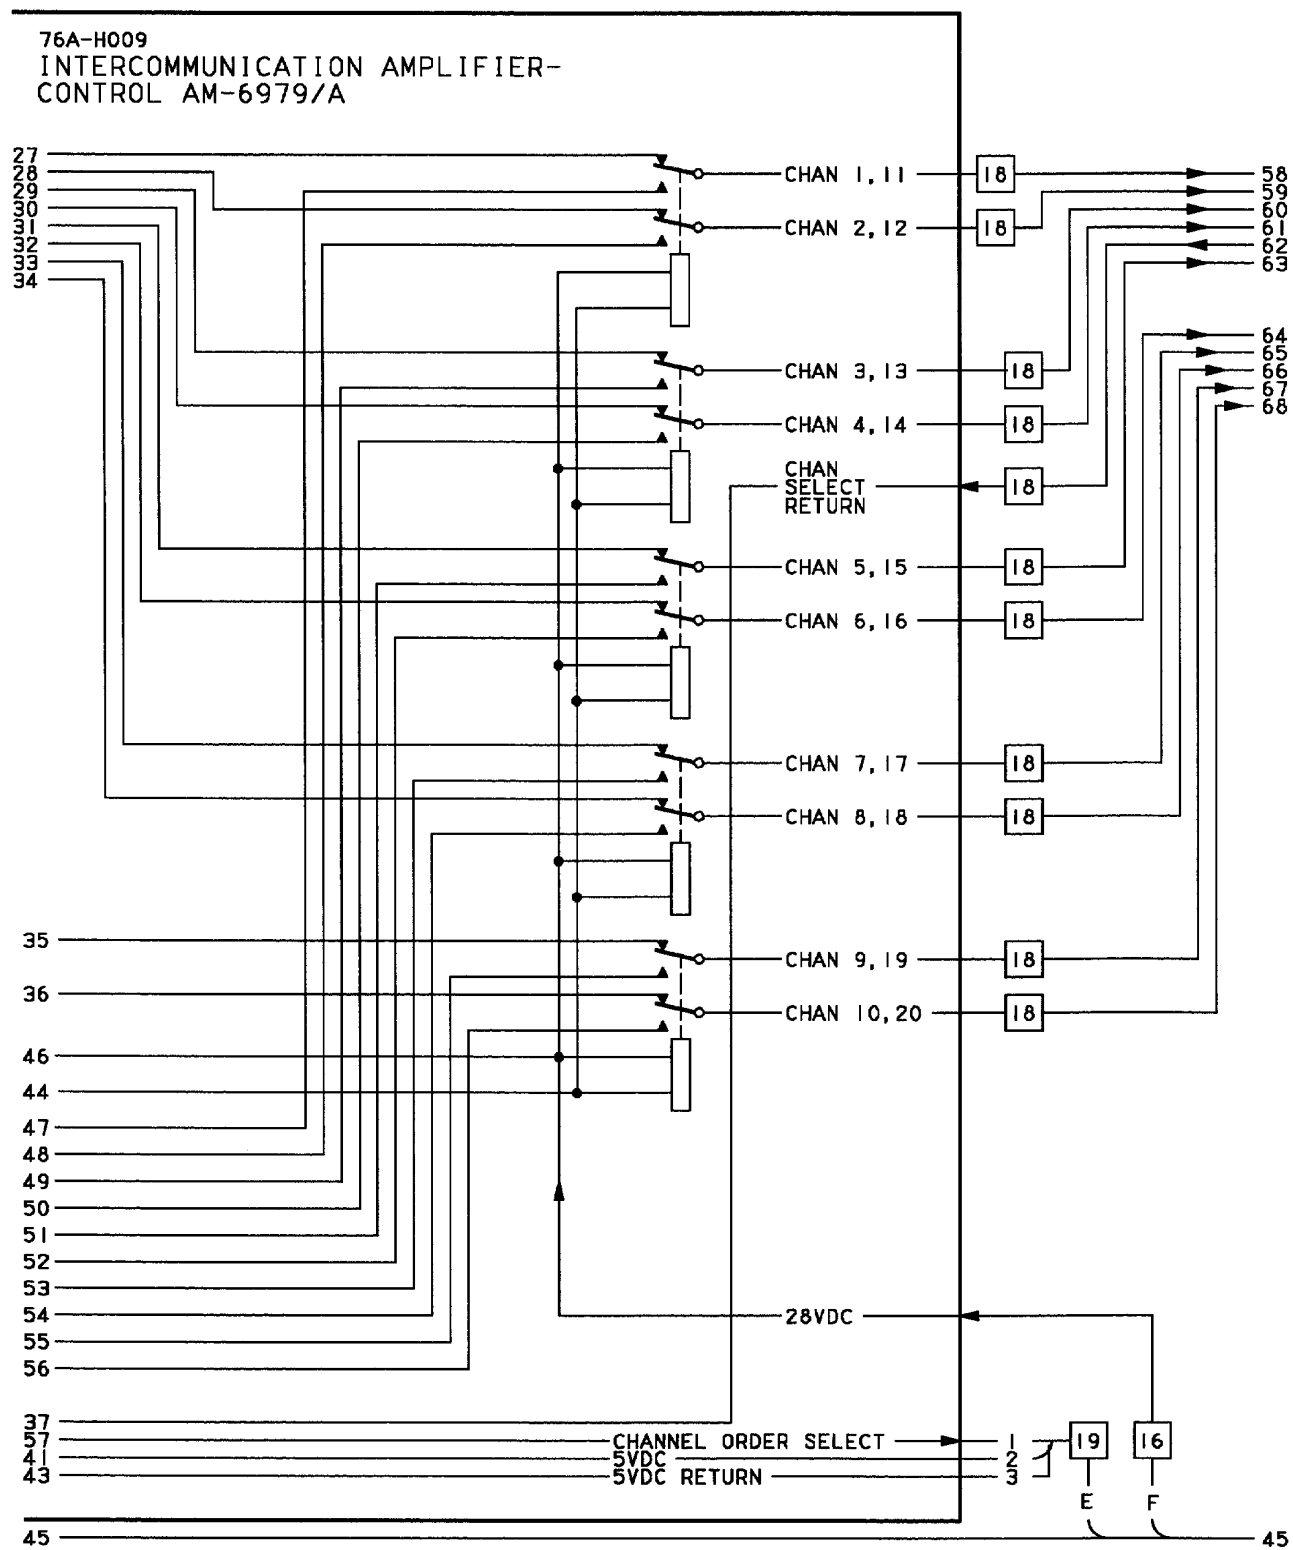 76A-H009
INTERCOMMUNICATION AMPLIFIER-
CONTROL AM-6979/A
27
28
29
30
31
32
33
34
CHAN 1,11 18 58
59
60
CHAN 2,12 18 61
62
63
64
65
CHAN 3,13 18 66
67
68
CHAN 4,14 18
CHAN
SELECT 18
RETURN
CHAN 5,15 18
CHAN 6,16 18
CHAN 7,17 18
CHAN 8,18 18
35 CHAN 9,19 18
36 CHAN 10,20 18
46
44
47
48
49
50
51
52
53
54 28VDC
55
56
37
57 CHANNEL ORDER SELECT 1 19 16
41 5VDC 2
43 5VDC RETURN 3
E F
45 45